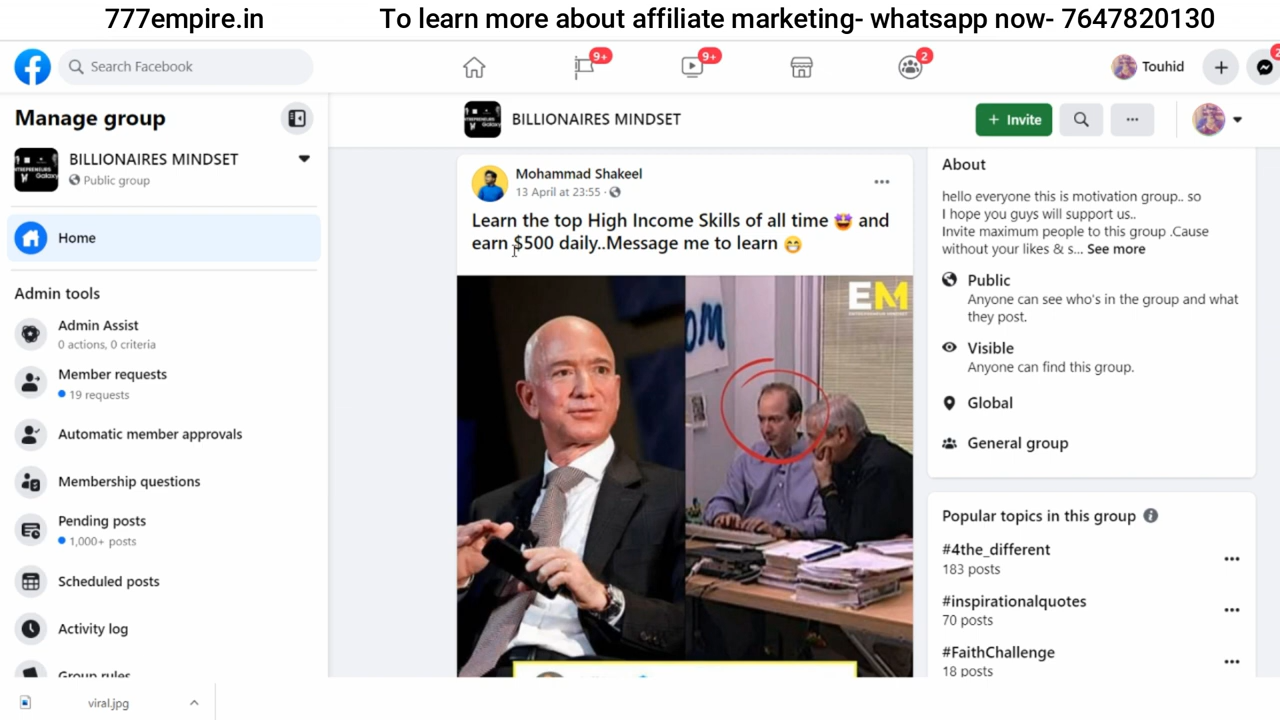 777empire.in
To learn more about affiliate marketing- whatsapp now- 7647820130
Search Facebook
9+
9+
2
Touhid
2
Manage group
BILLIONAIRES MINDSET
Public group
Home
Admin tools
Admin Assist
0 actions, 0 criteria
Member requests
19 requests
Automatic member approvals
Membership questions
Pending posts
1,000+ posts
Scheduled posts
Activity log
Group rules
BILLIONAIRES MINDSET
+ Invite
Mohammad Shakeel
13 April at 23:55 ·
Learn the top High Income Skills of all time 🤩 and
earn $500 daily..Message me to learn 😁
EM
About
hello everyone this is motivation group.. so
I hope you guys will support us..
Invite maximum people to this group .Cause
without your likes & s... See more
Public
Anyone can see who's in the group and what
they post.
Visible
Anyone can find this group.
Global
General group
Popular topics in this group
#4the_different
183 posts
#inspirationalquotes
70 posts
#FaithChallenge
18 posts
viral.jpg